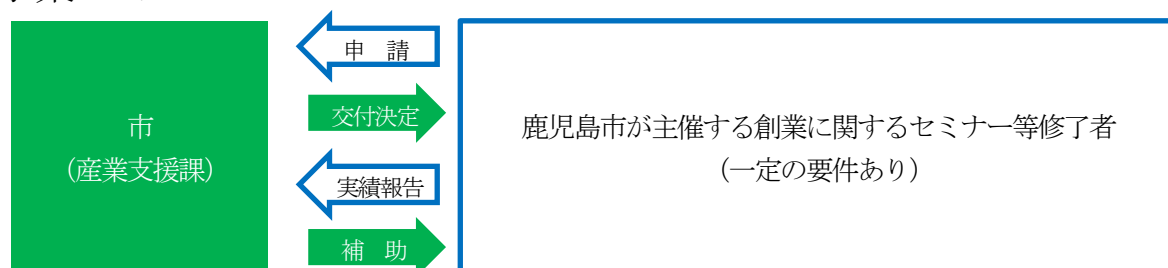 市
（産業支援課）
申　請
交付決定
実績報告
補　助
鹿児島市が主催する創業に関するセミナー等修了者
（一定の要件あり）